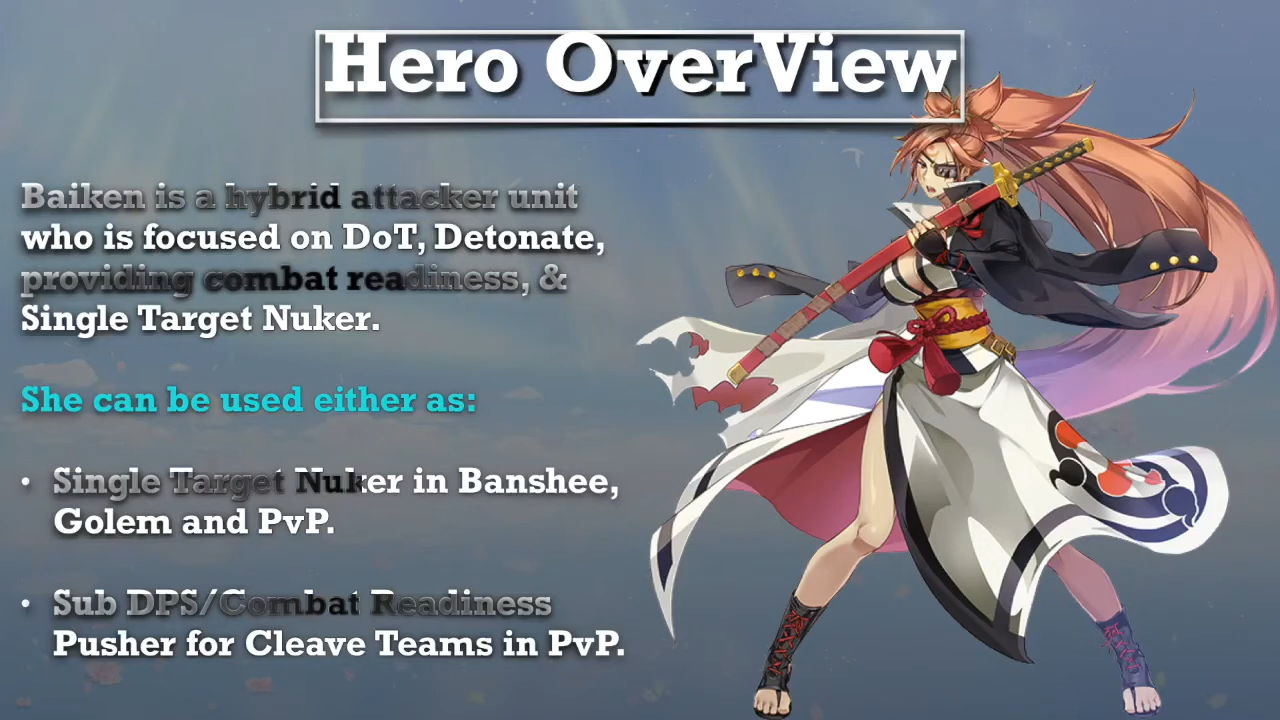 Hero OverView
Baiken is a hybrid attacker unit
who is focused on DoT, Detonate,
providing combat readiness, &
Single Target Nuker.
She can be used either as:
• Single Target Nuker in Banshee,
Golem and PvP.
• Sub DPS/Combat Readiness
Pusher for Cleave Teams in PvP.